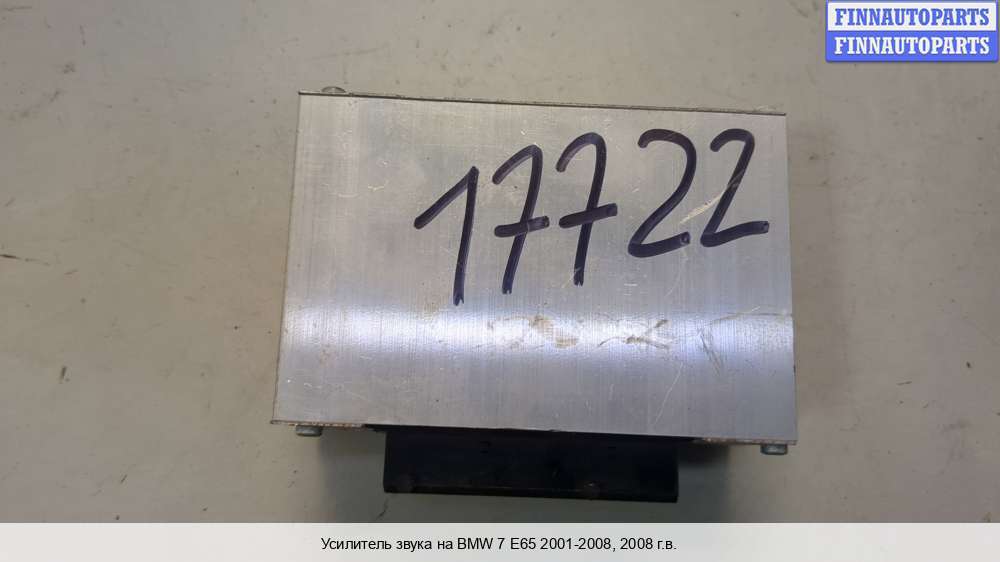 FINNAUTOPARTS
FINNAUTOPARTS
17722
Усилитель звука на BMW 7 E65 2001-2008, 2008 г.в.